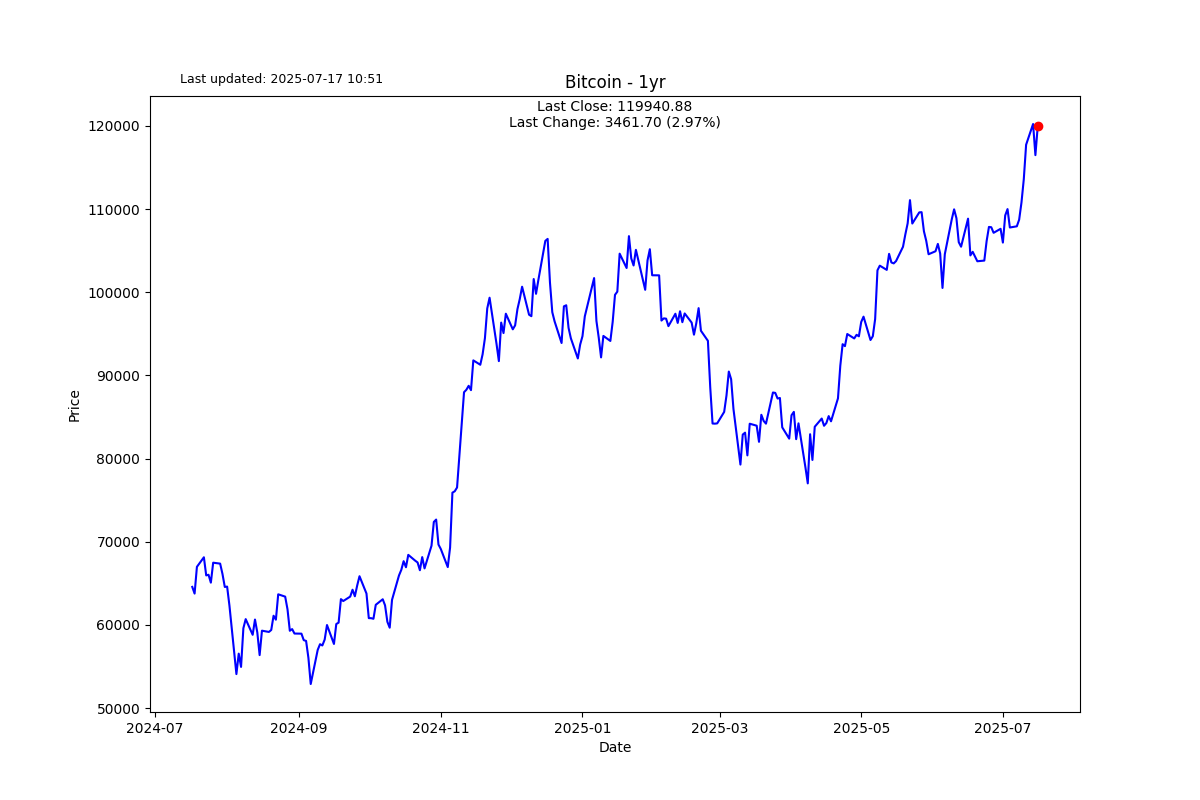 Last updated: 2025-07-17 10:51
Bitcoin - 1yr
Last Close: 119940.88
Last Change: 3461.70 (2.97%)
120000
110000
100000
90000
80000
70000
60000
50000
Price
2024-07
2024-09
2024-11
2025-01
2025-03
2025-05
2025-07
Date